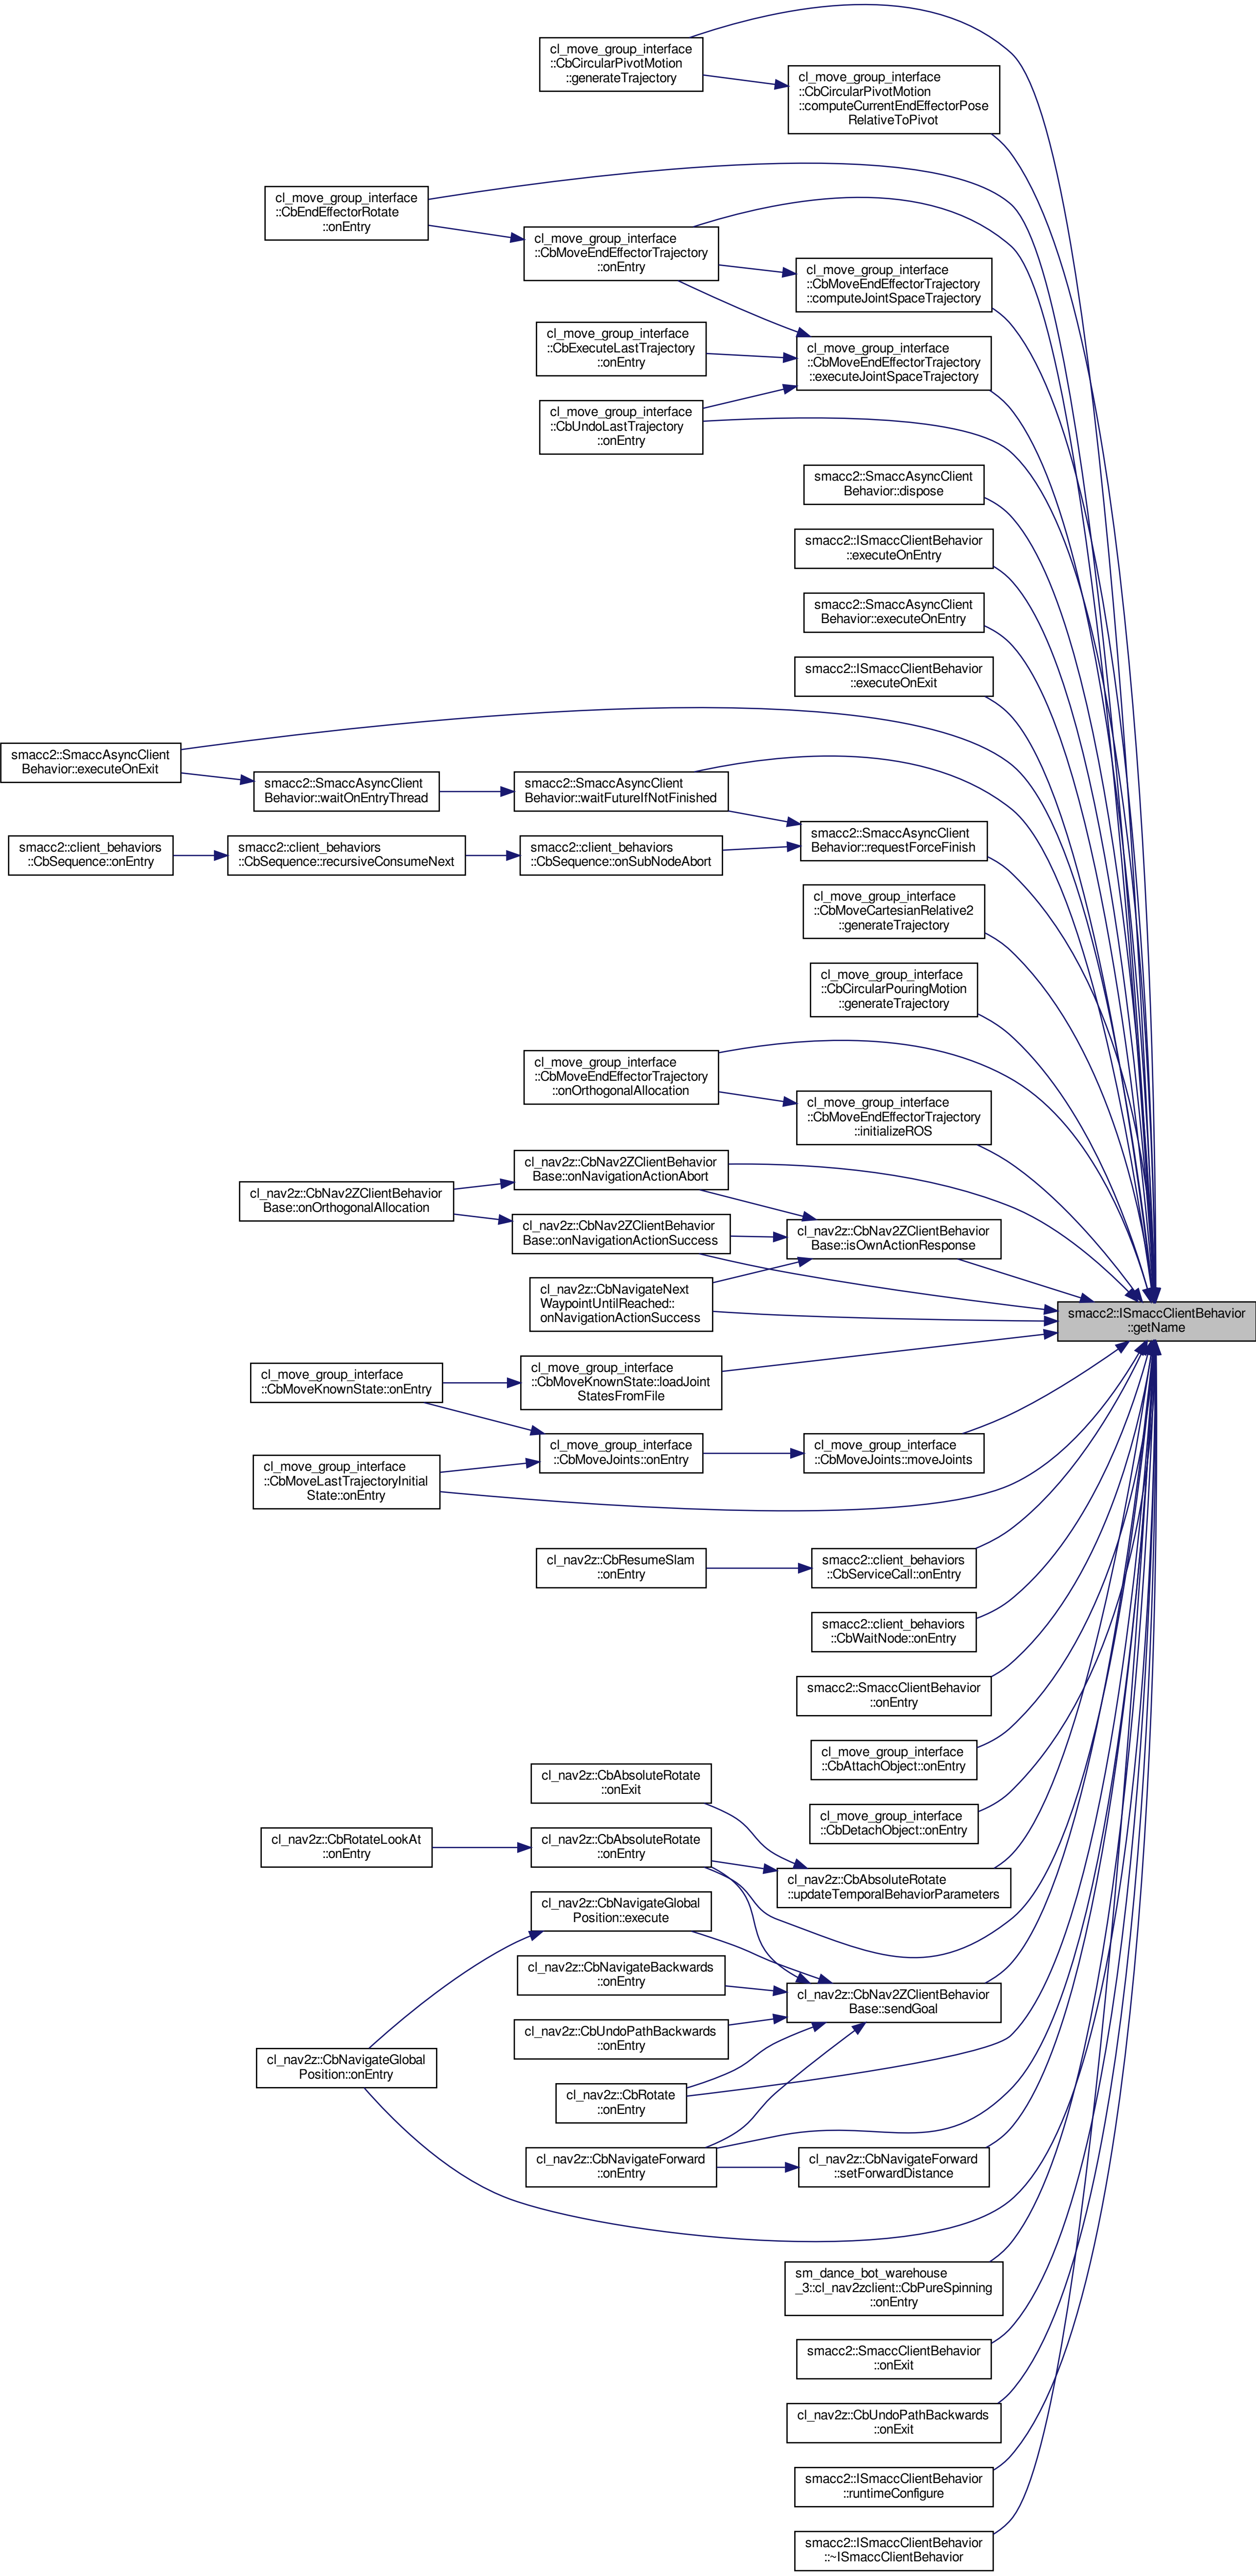 cl_move_group_interface
::CbCircularPivotMotion
::generateTrajectory
cl_move_group_interface
::CbCircularPivotMotion
::computeCurrentEndEffectorPose
RelativeToPivot
cl_move_group_interface
::CbEndEffectorRotate
::onEntry
cl_move_group_interface
::CbMoveEndEffectorTrajectory
::onEntry
cl_move_group_interface
::CbMoveEndEffectorTrajectory
::computeJointSpaceTrajectory
cl_move_group_interface
::CbExecuteLastTrajectory
::onEntry
cl_move_group_interface
::CbMoveEndEffectorTrajectory
::executeJointSpaceTrajectory
cl_move_group_interface
::CbUndoLastTrajectory
::onEntry
smacc2::SmaccAsyncClient
Behavior::dispose
smacc2::ISmaccClientBehavior
::executeOnEntry
smacc2::SmaccAsyncClient
Behavior::executeOnEntry
smacc2::ISmaccClientBehavior
::executeOnExit
smacc2::SmaccAsyncClient
Behavior::executeOnExit
smacc2::SmaccAsyncClient
Behavior::waitOnEntryThread
smacc2::SmaccAsyncClient
Behavior::waitFutureIfNotFinished
smacc2::SmaccAsyncClient
Behavior::requestForceFinish
smacc2::client_behaviors
::CbSequence::onEntry
smacc2::client_behaviors
::CbSequence::recursiveConsumeNext
smacc2::client_behaviors
::CbSequence::onSubNodeAbort
cl_move_group_interface
::CbMoveCartesianRelative2
::generateTrajectory
cl_move_group_interface
::CbCircularPouringMotion
::generateTrajectory
cl_move_group_interface
::CbMoveEndEffectorTrajectory
::onOrthogonalAllocation
cl_move_group_interface
::CbMoveEndEffectorTrajectory
::initializeROS
cl_nav2z::CbNav2ZClientBehavior
Base::onNavigationActionAbort
cl_nav2z::CbNav2ZClientBehavior
Base::onOrthogonalAllocation
cl_nav2z::CbNav2ZClientBehavior
Base::onNavigationActionSuccess
cl_nav2z::CbNav2ZClientBehavior
Base::isOwnActionResponse
cl_nav2z::CbNavigateNext
WaypointUntilReached::
onNavigationActionSuccess
smacc2::ISmaccClientBehavior
::getName
cl_move_group_interface
::CbMoveKnownState::onEntry
cl_move_group_interface
::CbMoveKnownState::loadJoint
StatesFromFile
cl_move_group_interface
::CbMoveJoints::onEntry
cl_move_group_interface
::CbMoveJoints::moveJoints
cl_move_group_interface
::CbMoveLastTrajectoryInitial
State::onEntry
cl_nav2z::CbResumeSlam
::onEntry
smacc2::client_behaviors
::CbServiceCall::onEntry
smacc2::client_behaviors
::CbWaitNode::onEntry
smacc2::SmaccClientBehavior
::onEntry
cl_move_group_interface
::CbAttachObject::onEntry
cl_nav2z::CbAbsoluteRotate
::onExit
cl_move_group_interface
::CbDetachObject::onEntry
cl_nav2z::CbRotateLookAt
::onEntry
cl_nav2z::CbAbsoluteRotate
::onEntry
cl_nav2z::CbAbsoluteRotate
::updateTemporalBehaviorParameters
cl_nav2z::CbNavigateGlobal
Position::execute
cl_nav2z::CbNavigateBackwards
::onEntry
cl_nav2z::CbNav2ZClientBehavior
Base::sendGoal
cl_nav2z::CbUndoPathBackwards
::onEntry
cl_nav2z::CbNavigateGlobal
Position::onEntry
cl_nav2z::CbRotate
::onEntry
cl_nav2z::CbNavigateForward
::onEntry
cl_nav2z::CbNavigateForward
::setForwardDistance
sm_dance_bot_warehouse
_3::cl_nav2zclient::CbPureSpinning
::onEntry
smacc2::SmaccClientBehavior
::onExit
cl_nav2z::CbUndoPathBackwards
::onExit
smacc2::ISmaccClientBehavior
::runtimeConfigure
smacc2::ISmaccClientBehavior
::~ISmaccClientBehavior